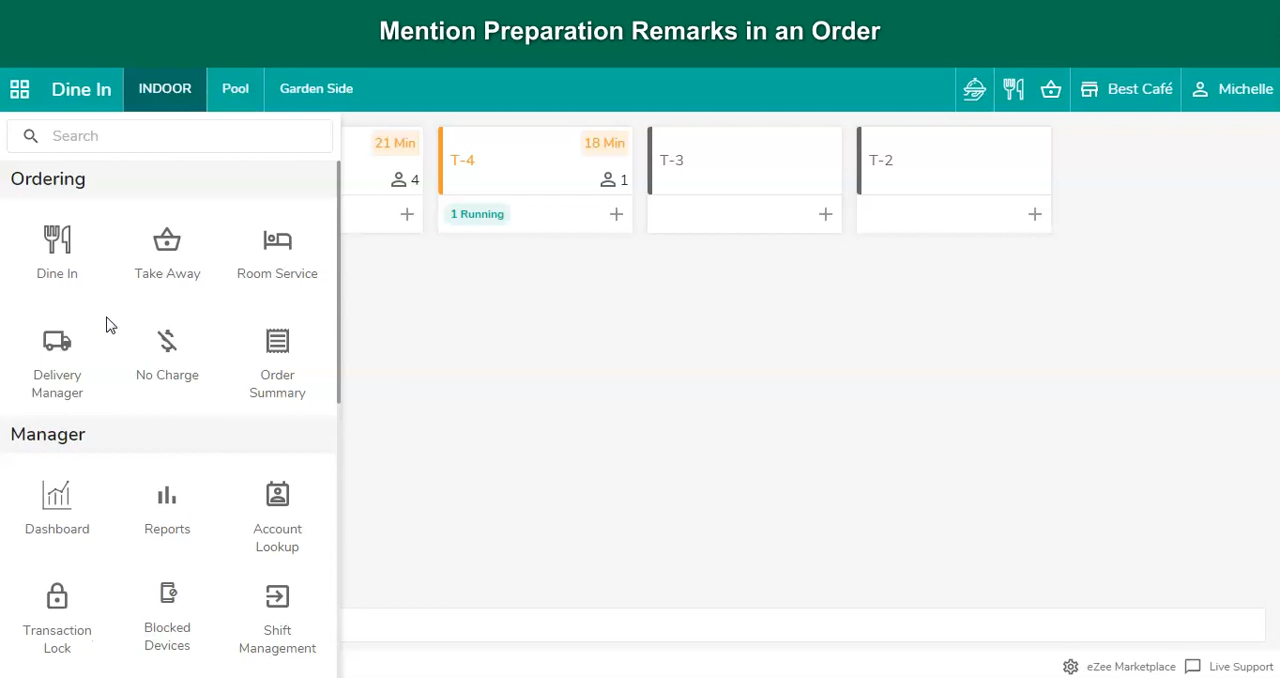 Mention Preparation Remarks in an Order
Dine In INDOOR Pool Garden Side Best Café Michelle
Search
21 Min
4
T-4 18 Min
1
1 Running
T-3
T-2
Ordering
Dine In Take Away Room Service
Delivery Manager No Charge Order Summary
Manager
Dashboard Reports Account Lookup
Transaction Lock Blocked Devices Shift Management
eZee Marketplace Live Support